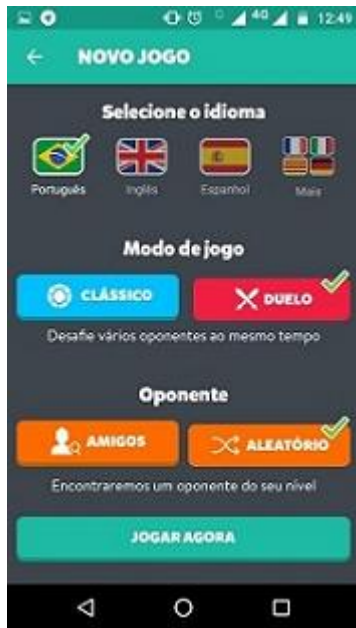 4G 12:49
NOVO JOGO
Selecione o idioma
Português Inglês Espanhol Mais
Modo de jogo
CLÁSSICO DUELO
Desafie vários oponentes ao mesmo tempo
Oponente
AMIGOS ALEATÓRIO
Encontraremos um oponente do seu nível
JOGAR AGORA